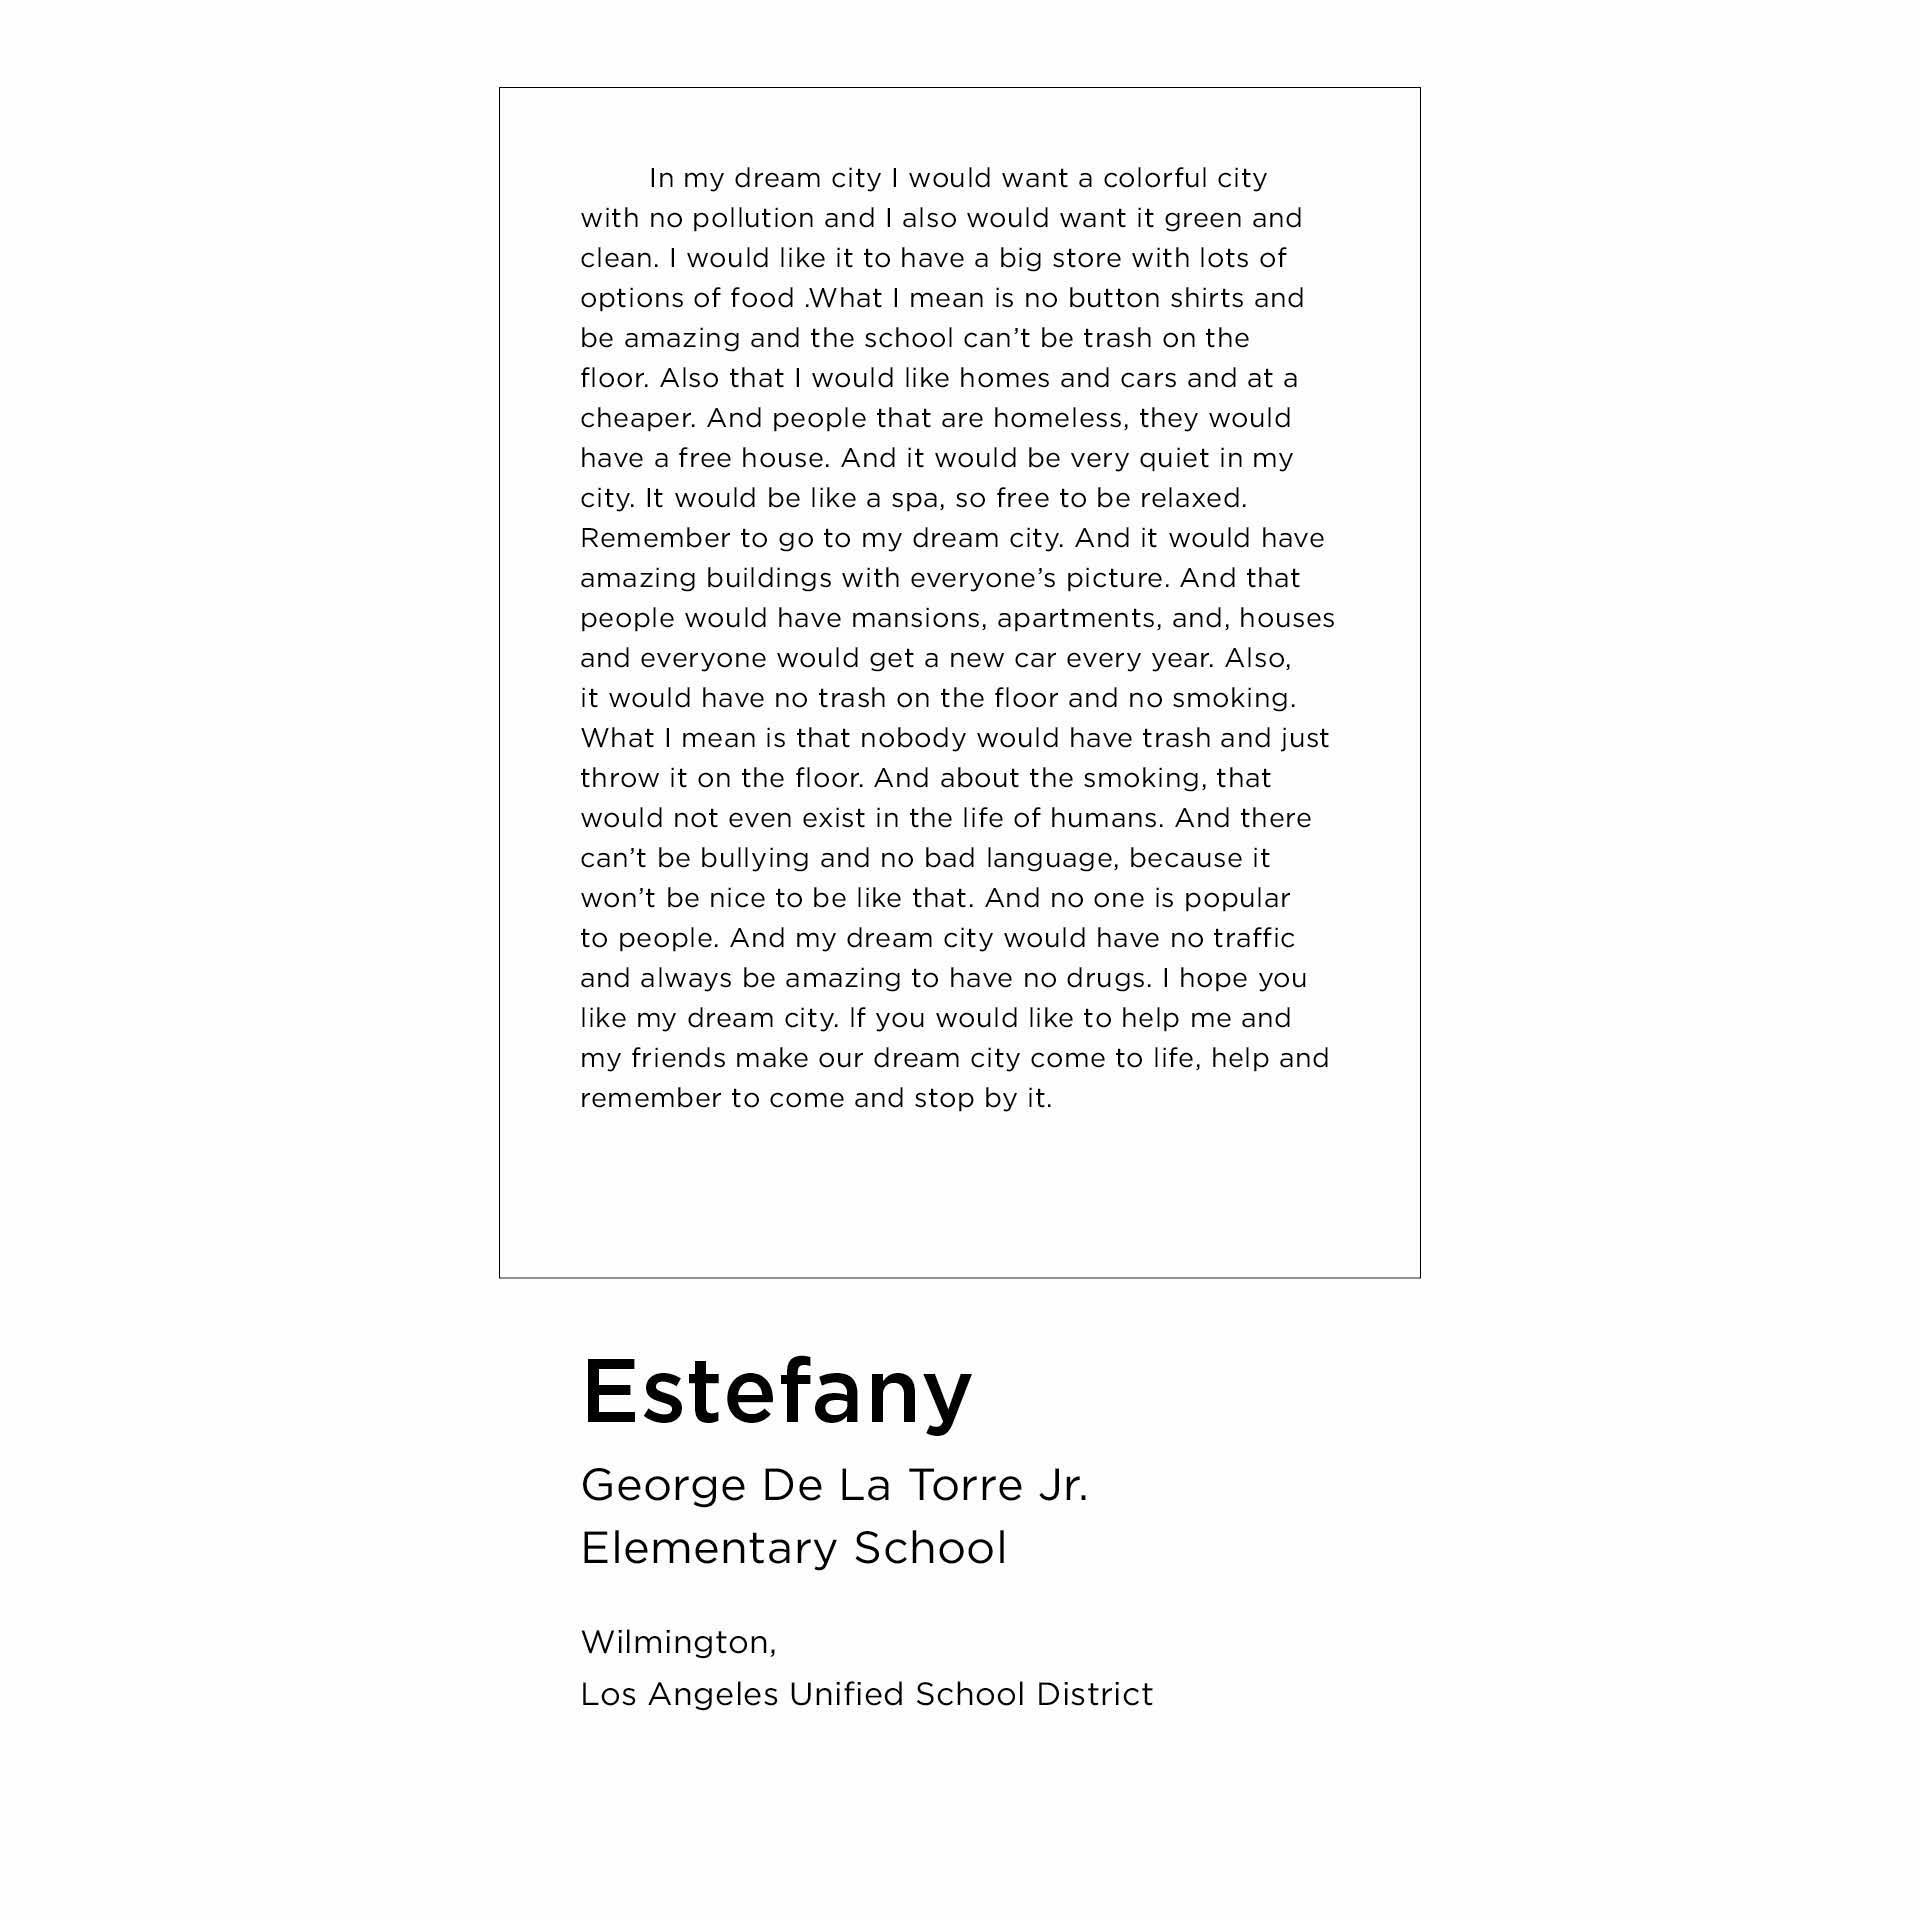 In my dream city I would want a colorful city
with no pollution and I also would want it green and
clean. I would like it to have a big store with lots of
options of food .What I mean is no button shirts and
be amazing and the school can’t be trash on the
floor. Also that I would like homes and cars and at a
cheaper. And people that are homeless, they would
have a free house. And it would be very quiet in my
city. It would be like a spa, so free to be relaxed.
Remember to go to my dream city. And it would have
amazing buildings with everyone’s picture. And that
people would have mansions, apartments, and, houses
and everyone would get a new car every year. Also,
it would have no trash on the floor and no smoking.
What I mean is that nobody would have trash and just
throw it on the floor. And about the smoking, that
would not even exist in the life of humans. And there
can’t be bullying and no bad language, because it
won’t be nice to be like that. And no one is popular
to people. And my dream city would have no traffic
and always be amazing to have no drugs. I hope you
like my dream city. lf you would like to help me and
my friends make our dream city come to life, help and
remember to come and stop by it.
Estefany
George De La Torre Jr.
Elementary School
Wilmington,
Los Angeles Unified School District